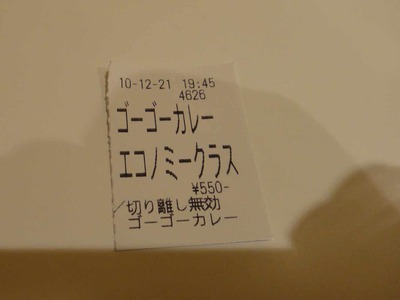 10-12-21 19:45
4626
ゴーゴーカレー
エコノミークラス
¥550-
切り離し無効
ゴーゴーカレー